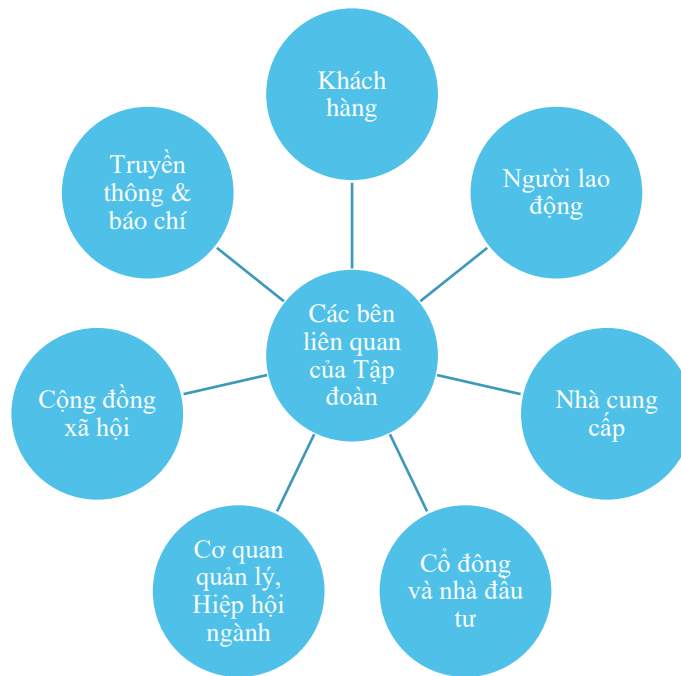 Khách
hàng
Người lao
động
Nhà cung
cấp
Cổ đông
và nhà đầu
tư
Cơ quan
quản lý,
Hiệp hội
ngành
Cộng đồng
xã hội
Truyền
thông &
báo chí
Các bên
liên quan
của Tập
đoàn